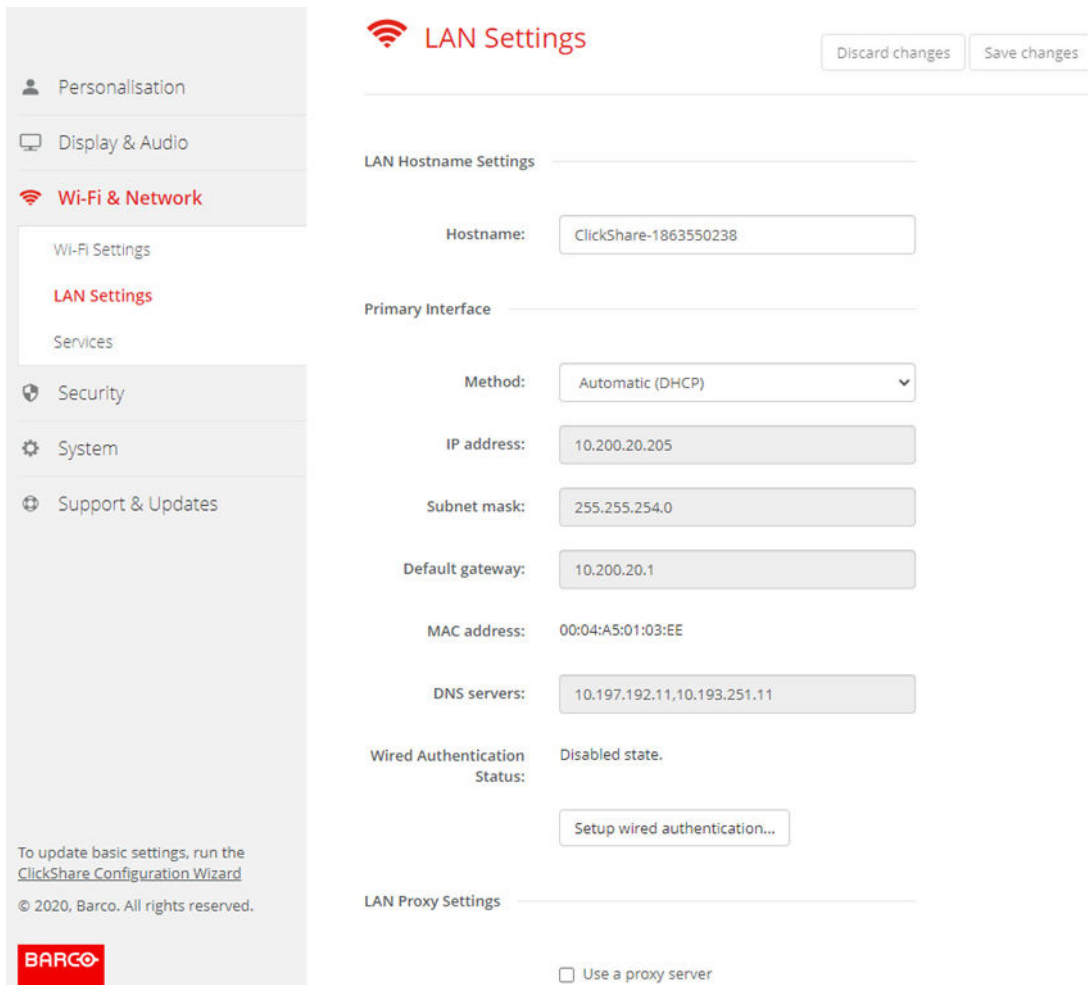 LAN Settings
Discard changes
Save changes
Personalisation
Display & Audio
Wi-Fi & Network
Wi-Fi Settings
LAN Settings
Services
Security
System
Support & Updates
To update basic settings, run the
ClickShare Configuration Wizard
© 2020, Barco. All rights reserved.
BARCO
LAN Hostname Settings
Hostname: ClickShare-1863550238
Primary Interface
Method: Automatic (DHCP)
IP address: 10.200.20.205
Subnet mask: 255.255.254.0
Default gateway: 10.200.20.1
MAC address: 00:04:A5:01:03:EE
DNS servers: 10.197.192.11,10.193.251.11
Wired Authentication Disabled state.
Status:
Setup wired authentication...
LAN Proxy Settings
Use a proxy server